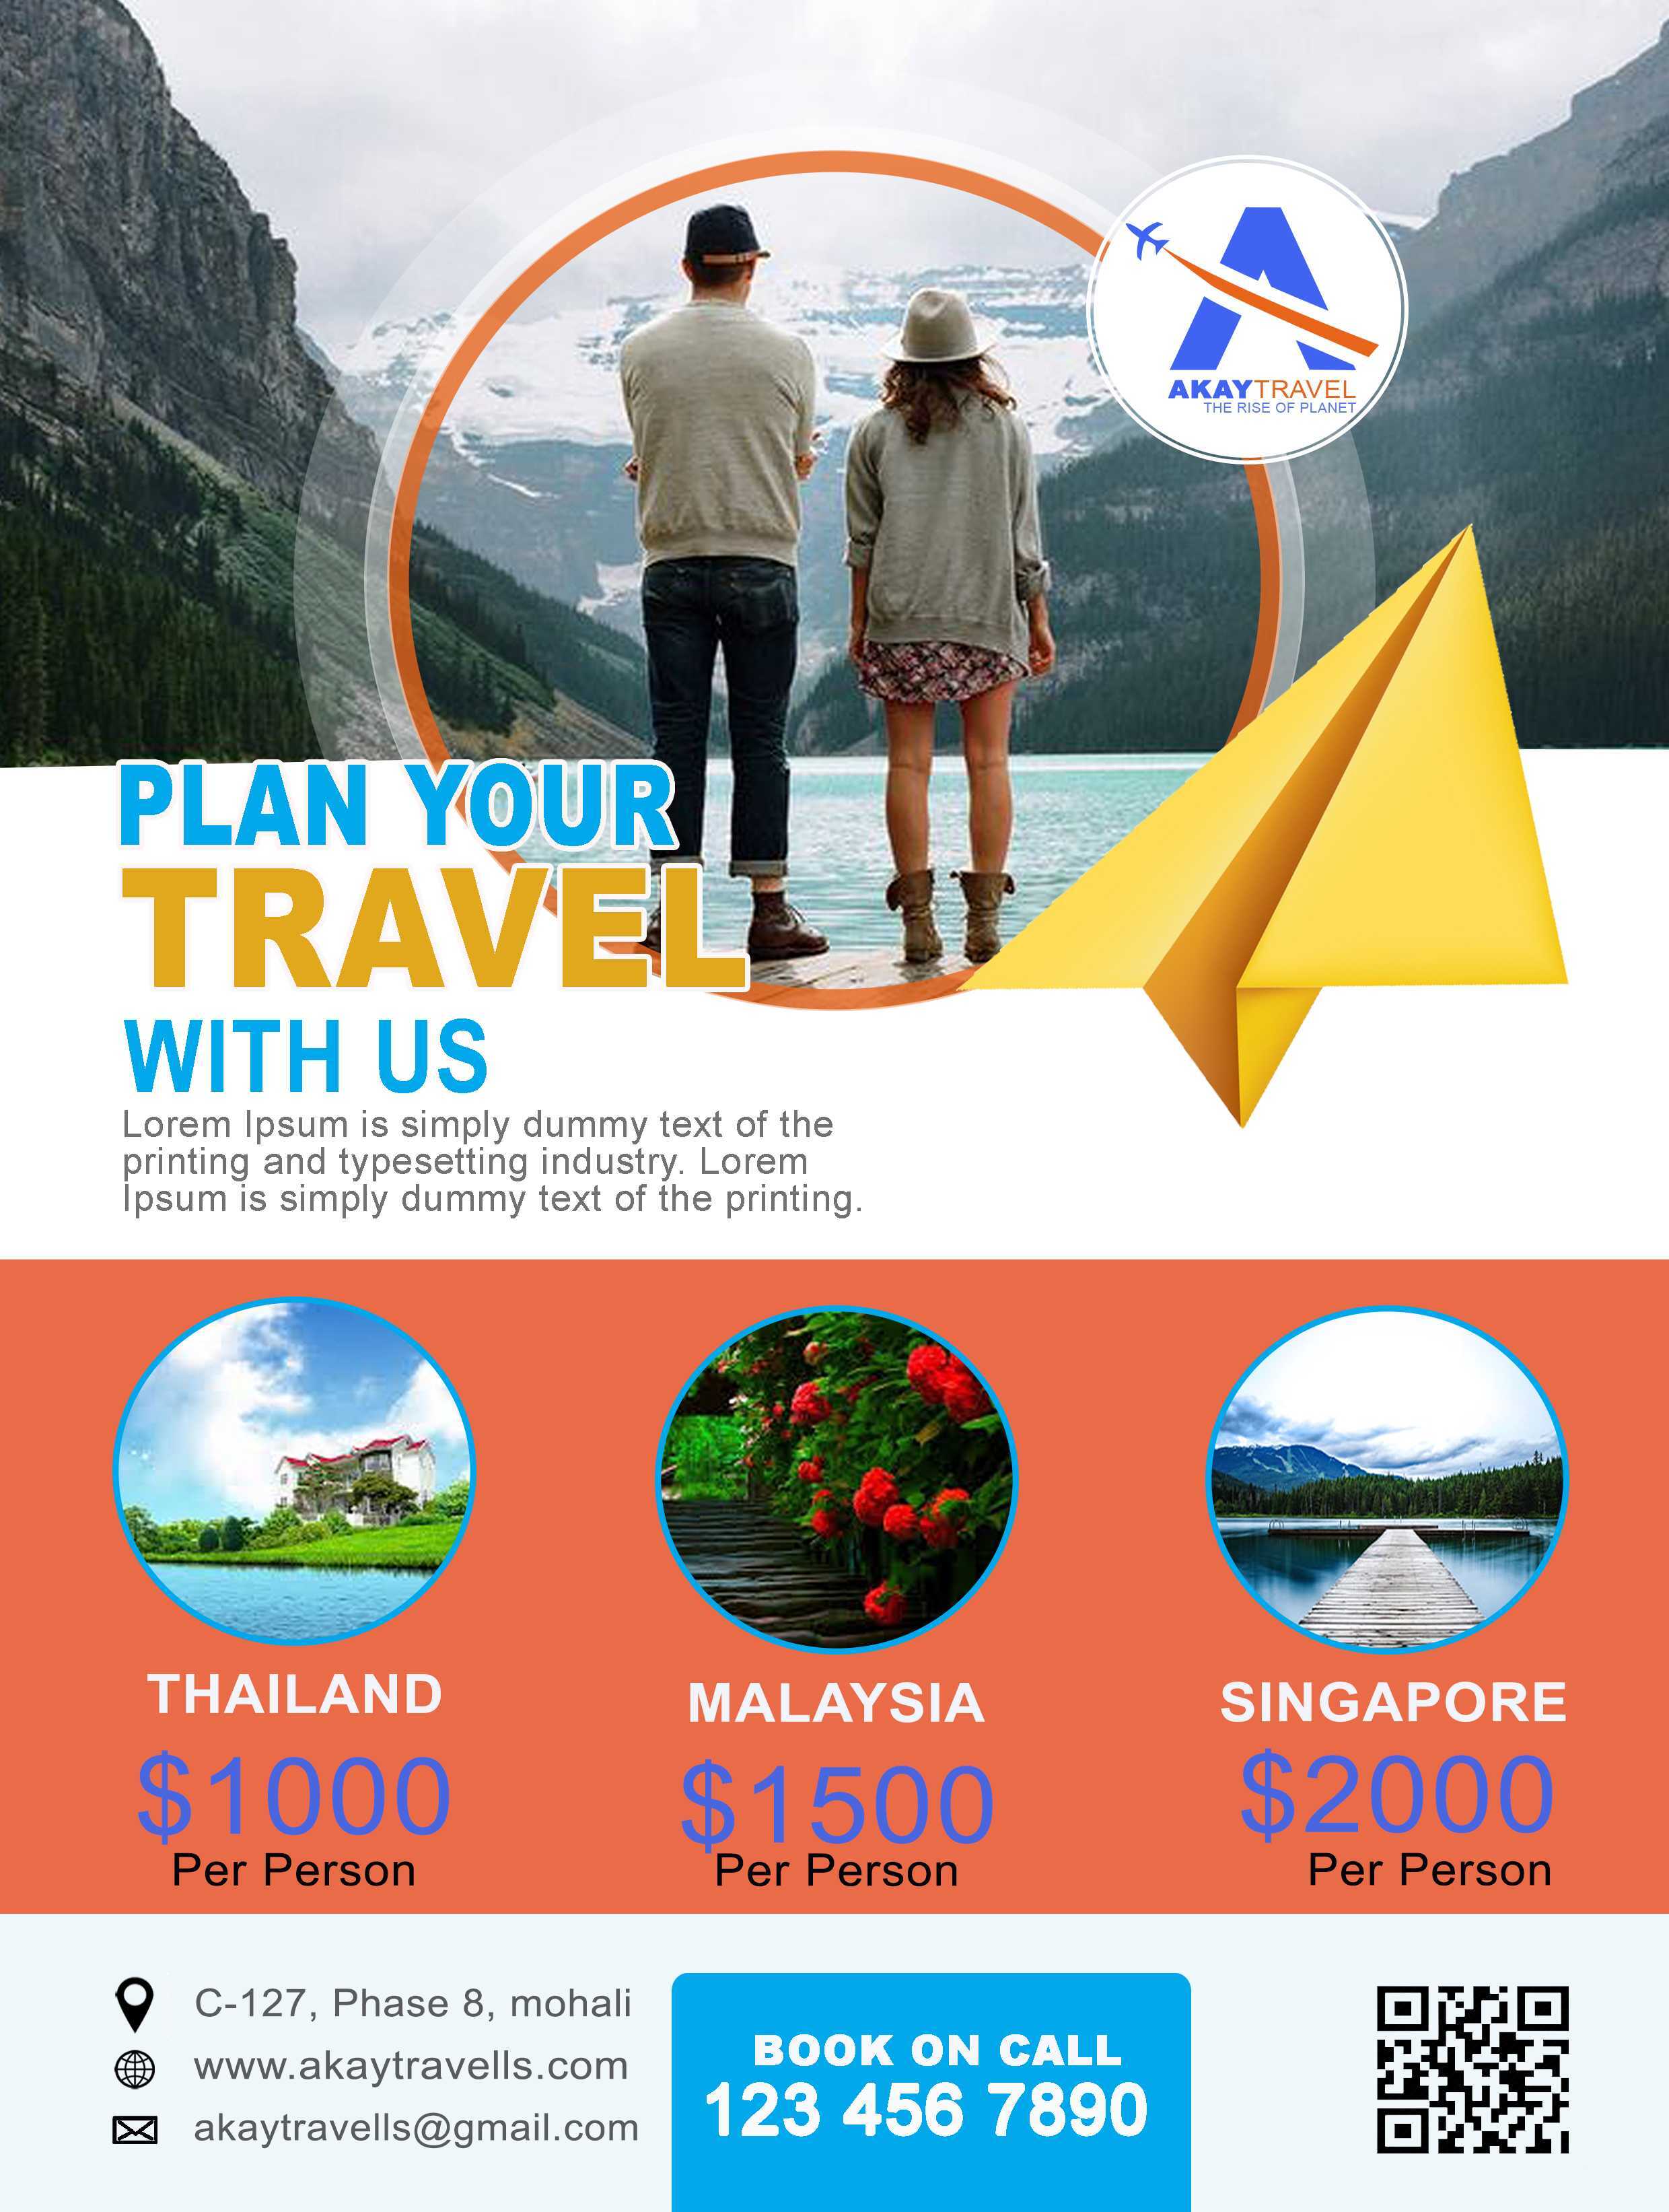 AKAYTRAVEL
THE RISE OF PLANET
PLAN YOUR
TRAVEL
WITH US
Lorem Ipsum is simply dummy text of the
printing and typesetting industry. Lorem
Ipsum is simply dummy text of the printing.
THAILAND
$1000
Per Person
MALAYSIA
$1500
Per Person
SINGAPORE
$2000
Per Person
C-127, Phase 8, mohali
www.akaytravells.com
akaytravells@gmail.com
BOOK ON CALL
123 456 7890